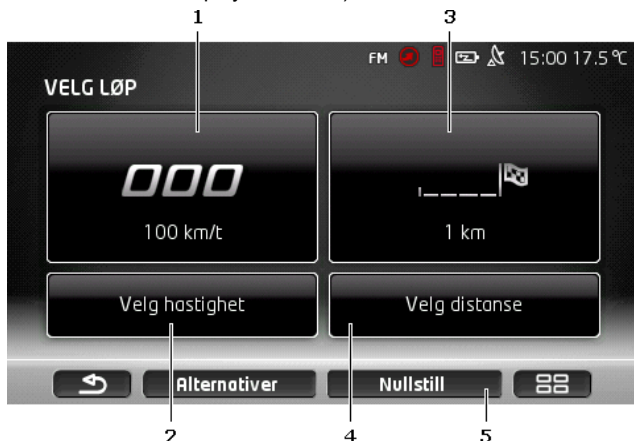 1 3
FM 15:00 17.5 °C
VELG LØP
000
100 km/t 1 km
Velg hastighet Velg distanse
Alternativer Nullstill
2 4 5